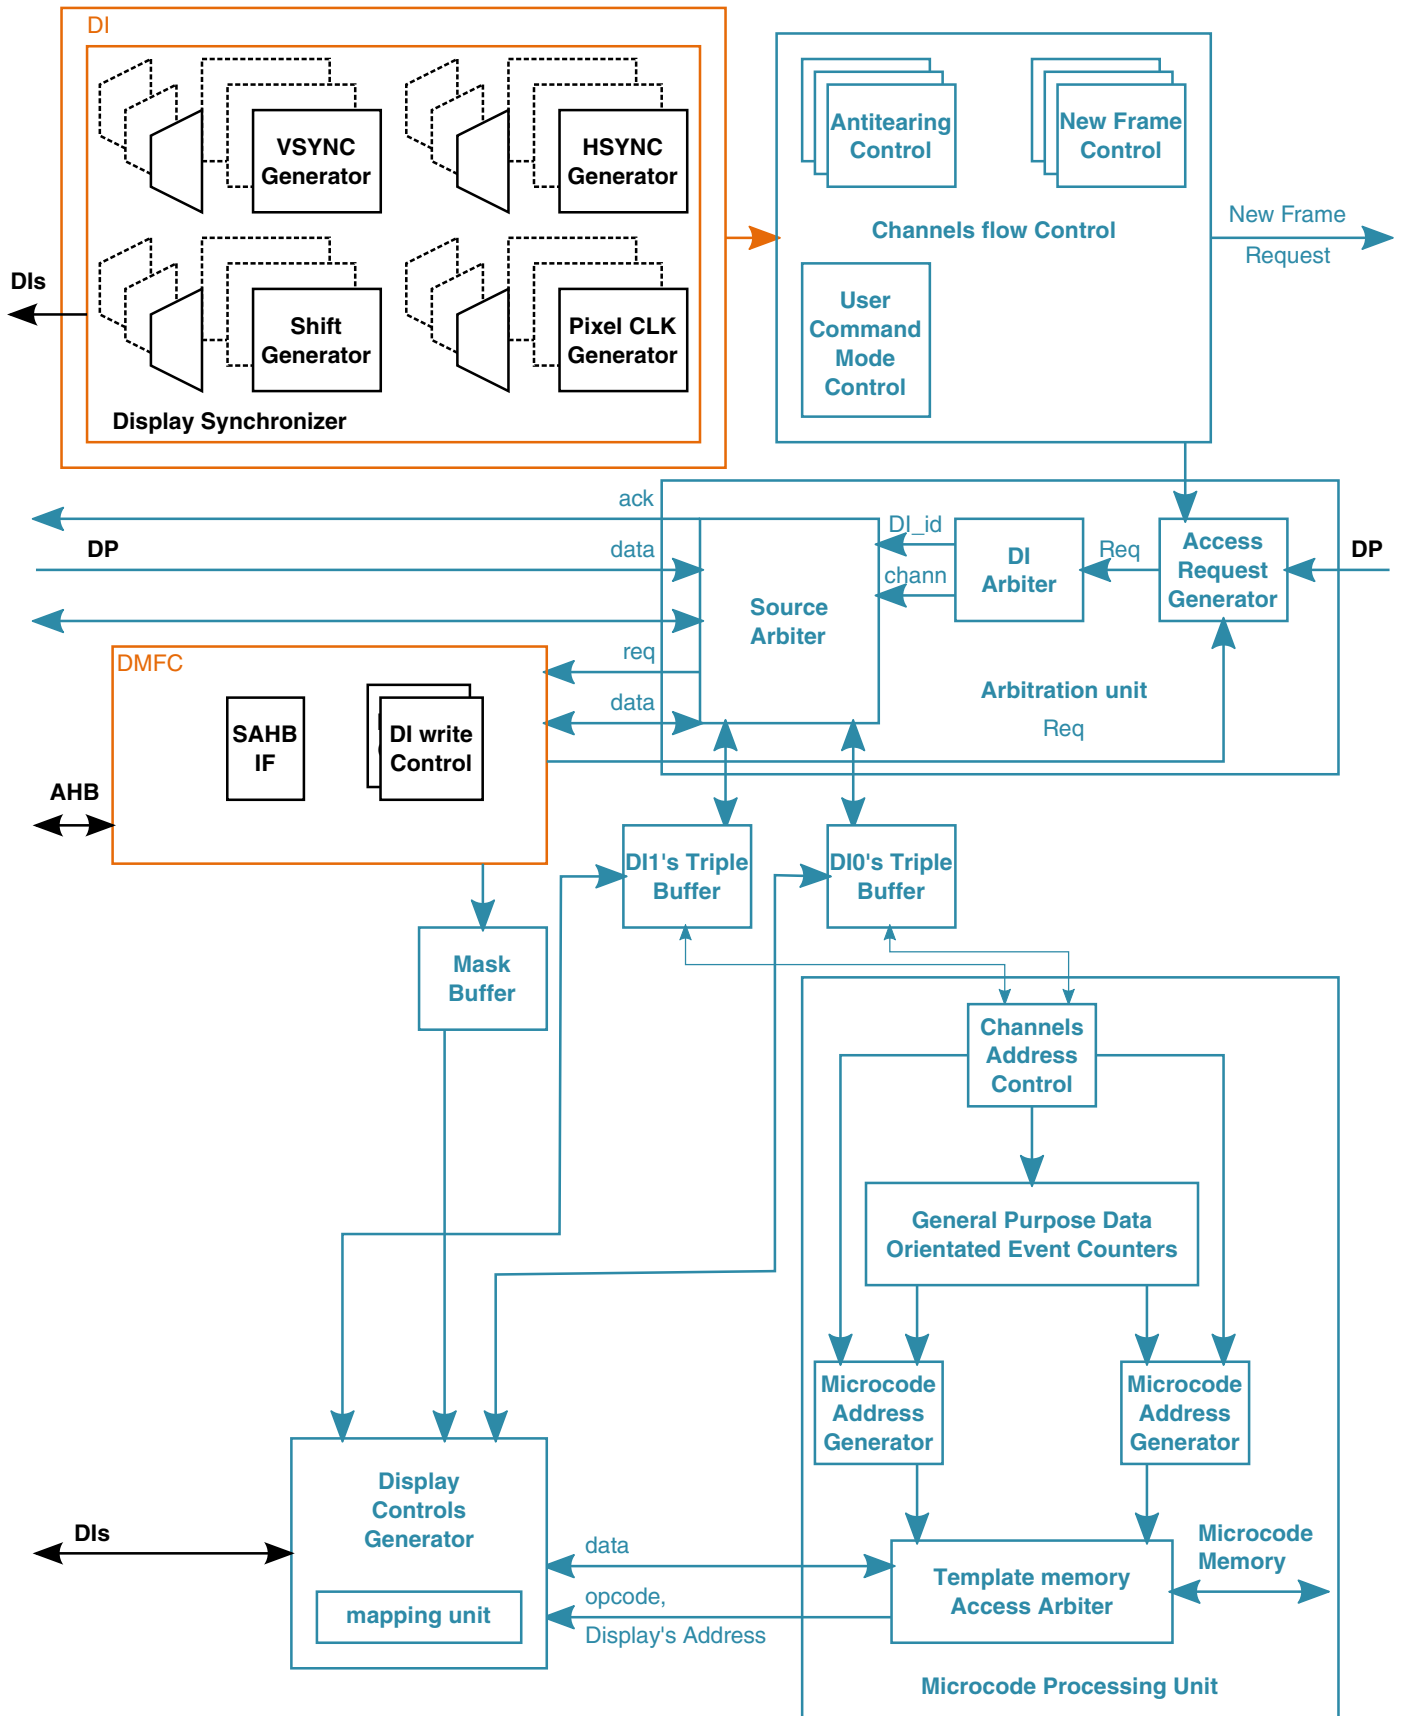 DI
VSYNC
Generator
HSYNC
Generator
Shift
Generator
Pixel CLK
Generator
Display Synchronizer
DIs
Antitearing
Control
New Frame
Control
Channels flow Control
User
Command
Mode
Control
New Frame
Request
ack
DP
data
DI_id
chann
Source
Arbiter
DI
Arbiter
Req
Access
Request
Generator
DP
req
data
Arbitration unit
Req
DMFC
SAHB
IF
DI write
Control
AHB
DI1's Triple
Buffer
DI0's Triple
Buffer
Mask
Buffer
Channels
Address
Control
General Purpose Data
Orientated Event Counters
Microcode
Address
Generator
Microcode
Address
Generator
Display
Controls
Generator
mapping unit
DIs
data
opcode,
Display's Address
Template memory
Access Arbiter
Microcode
Memory
Microcode Processing Unit